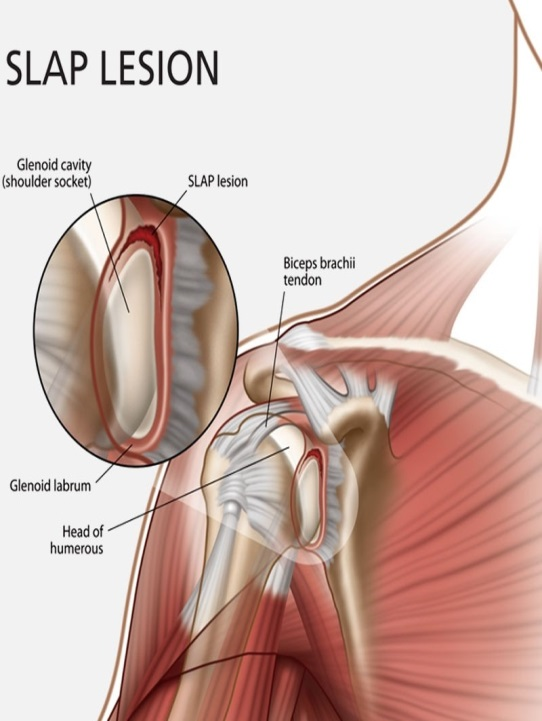 SLAP LESION
Glenoid cavity
(shoulder socket)
SLAP lesion
Biceps brachii
tendon
Glenoid labrum
Head of
humerous